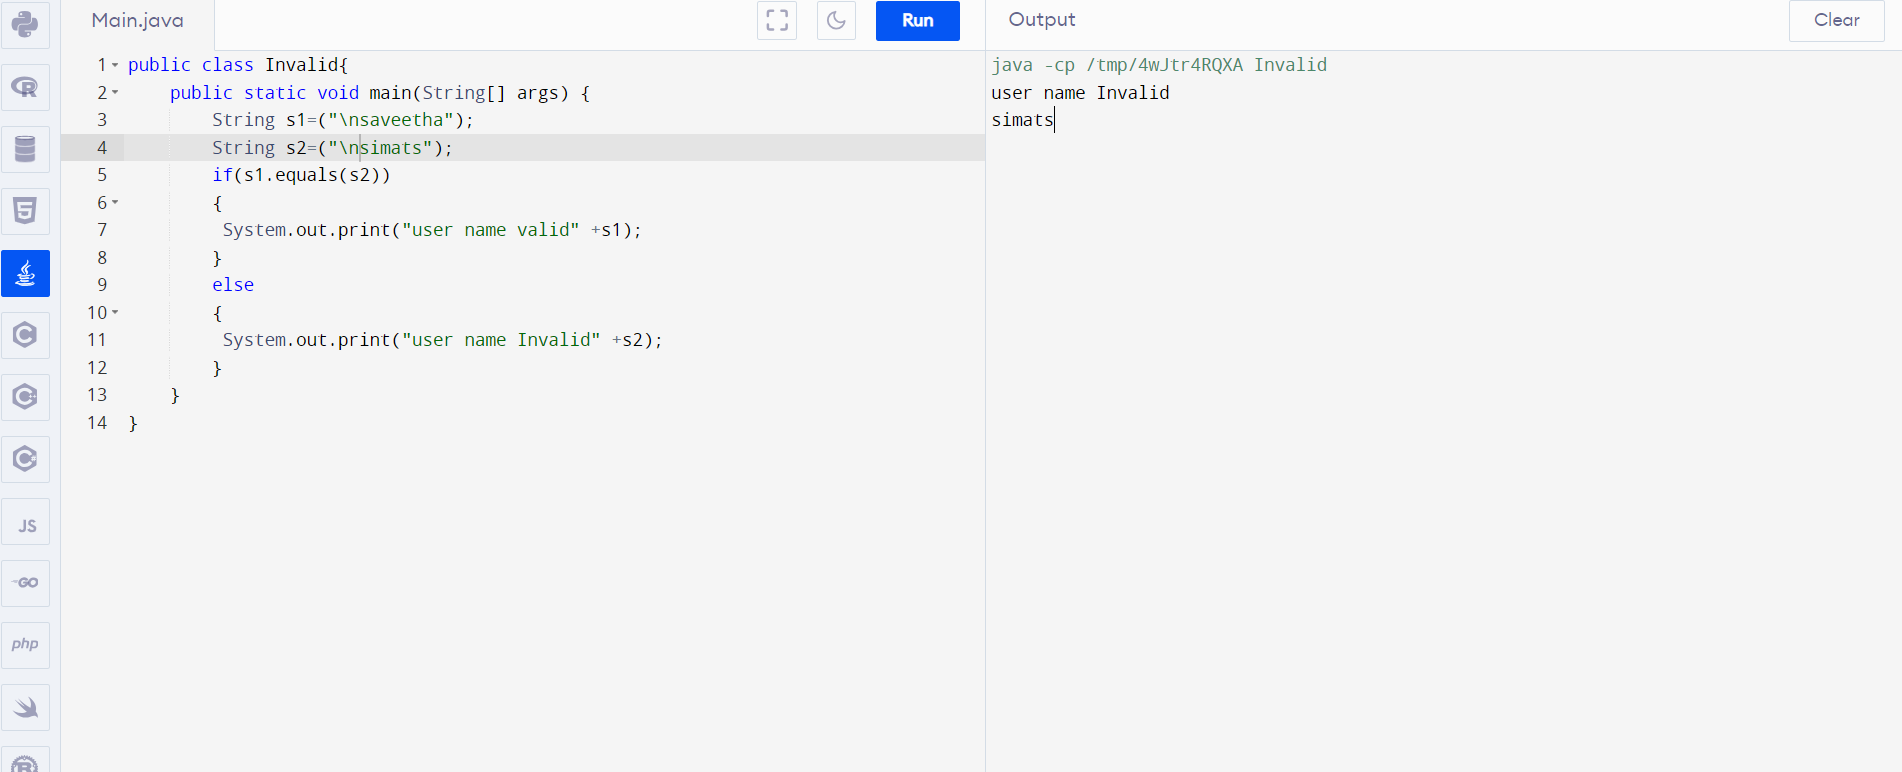 Main.java
Run
Output
Clear
1 public class Invalid{
2 public static void main(String[] args) {
3 String s1=("\nsaveetha");
4 String s2=("\nsimats");
5 if(s1.equals(s2))
6 {
7 System.out.print("user name valid" +s1);
8 }
9 else
10 {
11 System.out.print("user name Invalid" +s2);
12 }
13 }
14 }
java -cp /tmp/4wJtr4RQXA Invalid
user name Invalid
simats
R
5
C
C++
C#
JS
GO
php